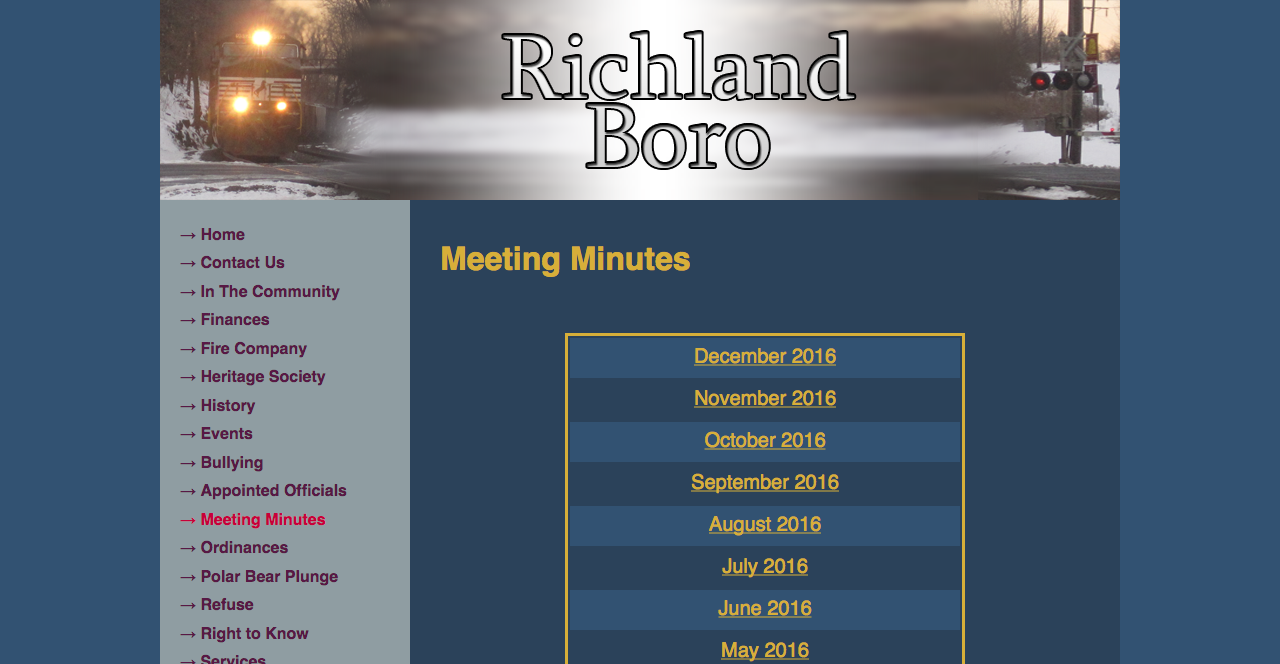 Richland
Boro
→ Home
→ Contact Us
→ In The Community
→ Finances
→ Fire Company
→ Heritage Society
→ History
→ Events
→ Bullying
→ Appointed Officials
→ Meeting Minutes
→ Ordinances
→ Polar Bear Plunge
→ Refuse
→ Right to Know
→ Services
Meeting Minutes
December 2016
November 2016
October 2016
September 2016
August 2016
July 2016
June 2016
May 2016